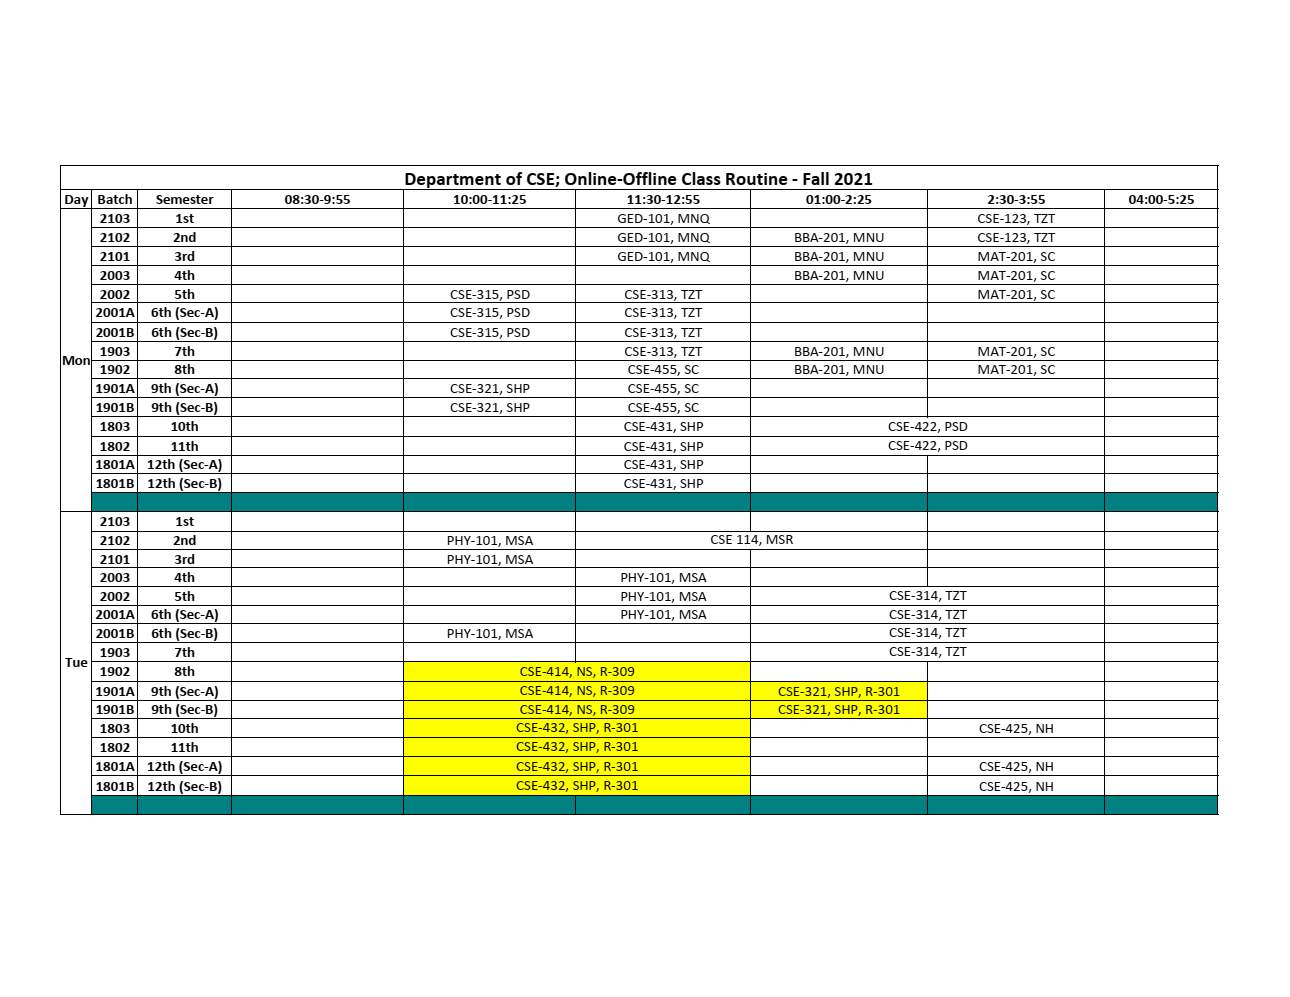 Department of CSE; Online-Offline Class Routine - Fall 2021
Day Batch Semester 08:30-9:55 10:00-11:25 11:30-12:55 01:00-2:25 2:30-3:55 04:00-5:25
2103 1st GED-101, MNQ CSE-123, TZT
2102 2nd GED-101, MNQ BBA-201, MNU CSE-123, TZT
2101 3rd GED-101, MNQ BBA-201, MNU MAT-201, SC
2003 4th BBA-201, MNU MAT-201, SC
2002 5th CSE-315, PSD CSE-313, TZT MAT-201, SC
2001A 6th (Sec-A) CSE-315, PSD CSE-313, TZT
2001B 6th (Sec-B) CSE-315, PSD CSE-313, TZT
1903 7th CSE-313, TZT BBA-201, MNU MAT-201, SC
Mon
1902 8th CSE-455, SC BBA-201, MNU MAT-201, SC
1901A 9th (Sec-A) CSE-321, SHP CSE-455, SC
1901B 9th (Sec-B) CSE-321, SHP CSE-455, SC
1803 10th CSE-431, SHP CSE-422, PSD
1802 11th CSE-431, SHP CSE-422, PSD
1801A 12th (Sec-A) CSE-431, SHP
1801B 12th (Sec-B) CSE-431, SHP
2103 1st
2102 2nd PHY-101, MSA CSE 114, MSR
2101 3rd PHY-101, MSA
2003 4th PHY-101, MSA
2002 5th PHY-101, MSA CSE-314, TZT
2001A 6th (Sec-A) PHY-101, MSA CSE-314, TZT
2001B 6th (Sec-B) PHY-101, MSA CSE-314, TZT
1903 7th CSE-314, TZT
Tue
1902 8th CSE-414, NS, R-309
1901A 9th (Sec-A) CSE-414, NS, R-309 CSE-321, SHP, R-301
1901B 9th (Sec-B) CSE-414, NS, R-309 CSE-321, SHP, R-301
1803 10th CSE-432, SHP, R-301 CSE-425, NH
1802 11th CSE-432, SHP, R-301
1801A 12th (Sec-A) CSE-432, SHP, R-301 CSE-425, NH
1801B 12th (Sec-B) CSE-432, SHP, R-301 CSE-425, NH